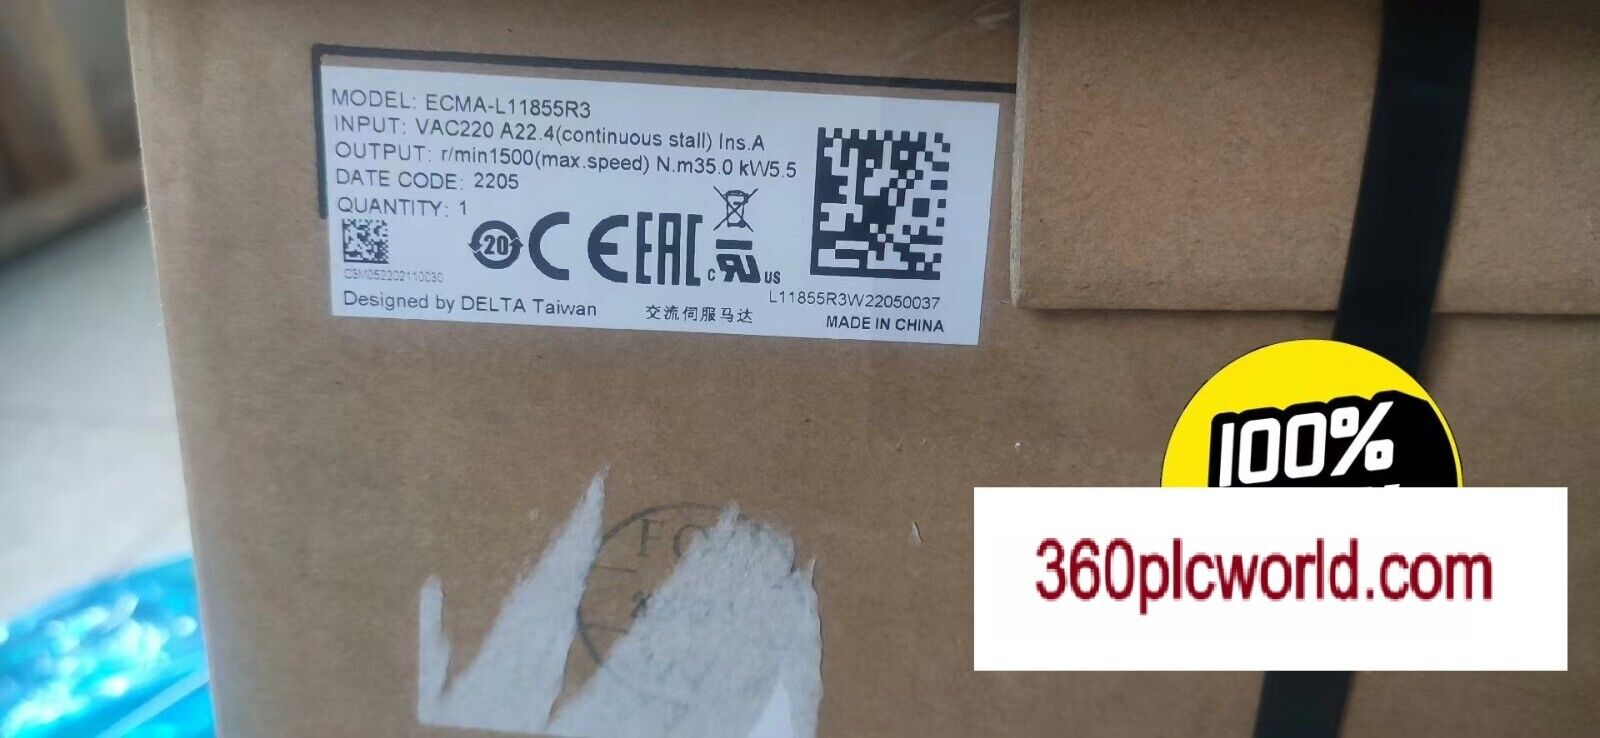 MODEL: ECMA-L11855R3
INPUT: VAC220 A22.4(continuous stall) Ins.A
OUTPUT: r/min1500(max.speed) N.m35.0 kW5.5
DATE CODE: 2205
QUANTITY: 1
20 CE EAC c RU US
C3M052202110030
L11855R3W22050037
Designed by DELTA Taiwan 交流伺服马达 MADE IN CHINA
100%
360plcworld.com